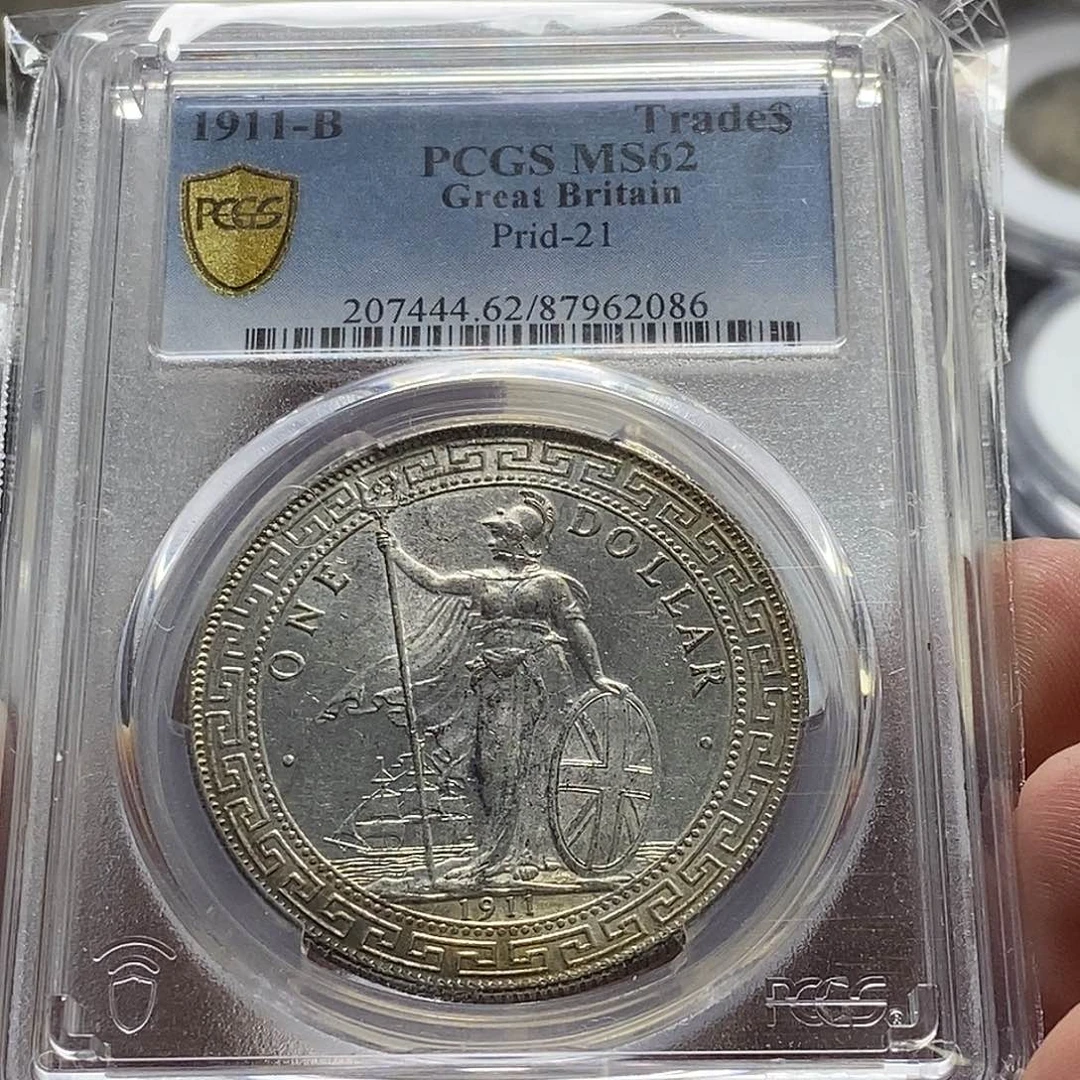 1911-B Trade$
PCGS MS62
Great Britain
Prid-21
PCGS
207444.62/87962086
ONE DOLLAR
1911
PCGS®